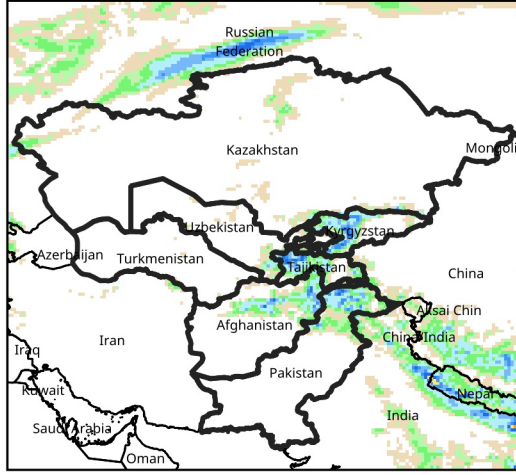 Russian
Federation
Kazakhstan
Mongoli
Uzbekistan
Kyrgyzstan
Azerbaijan
Turkmenistan
Tajikistan
China
Aksai Chin
Afghanistan
China/India
Iran
Iraq
Pakistan
Kuwait
Nepal
India
Saudi Arabia
Oman